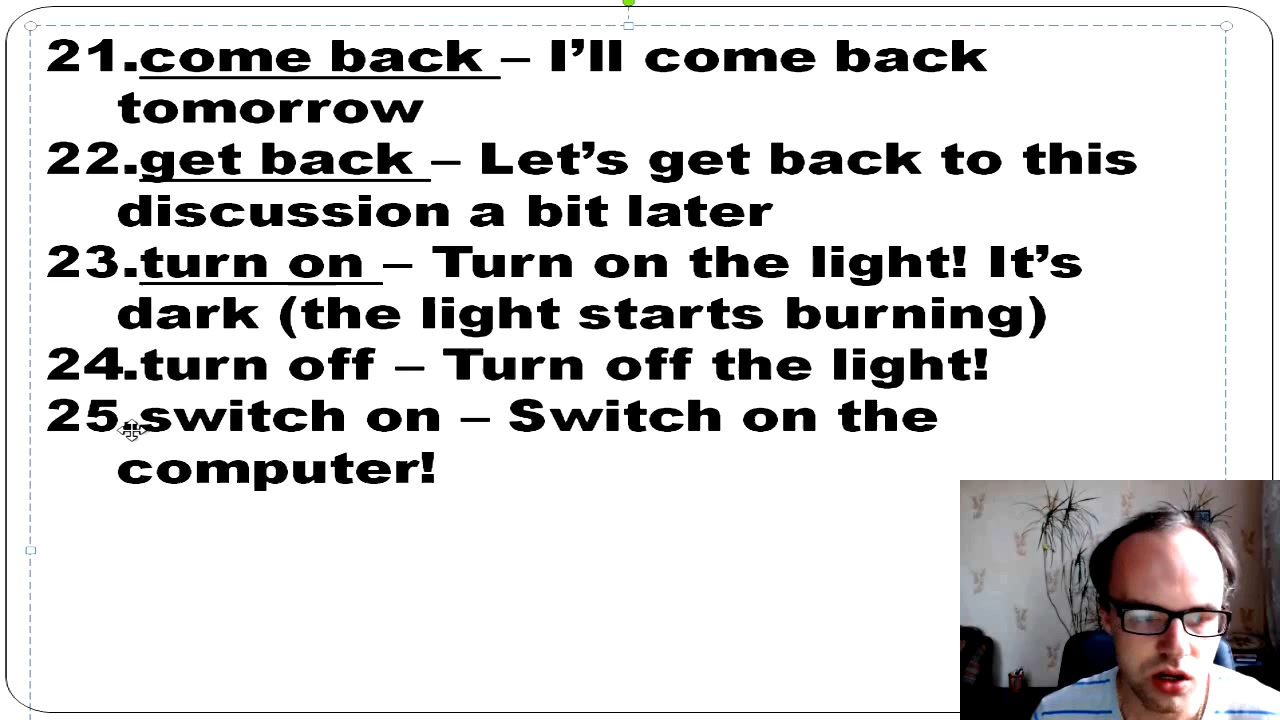 21.come back – I’ll come back
tomorrow
22.get back – Let’s get back to this
discussion a bit later
23.turn on – Turn on the light! It’s
dark (the light starts burning)
24.turn off – Turn off the light!
25.switch on – Switch on the
computer!